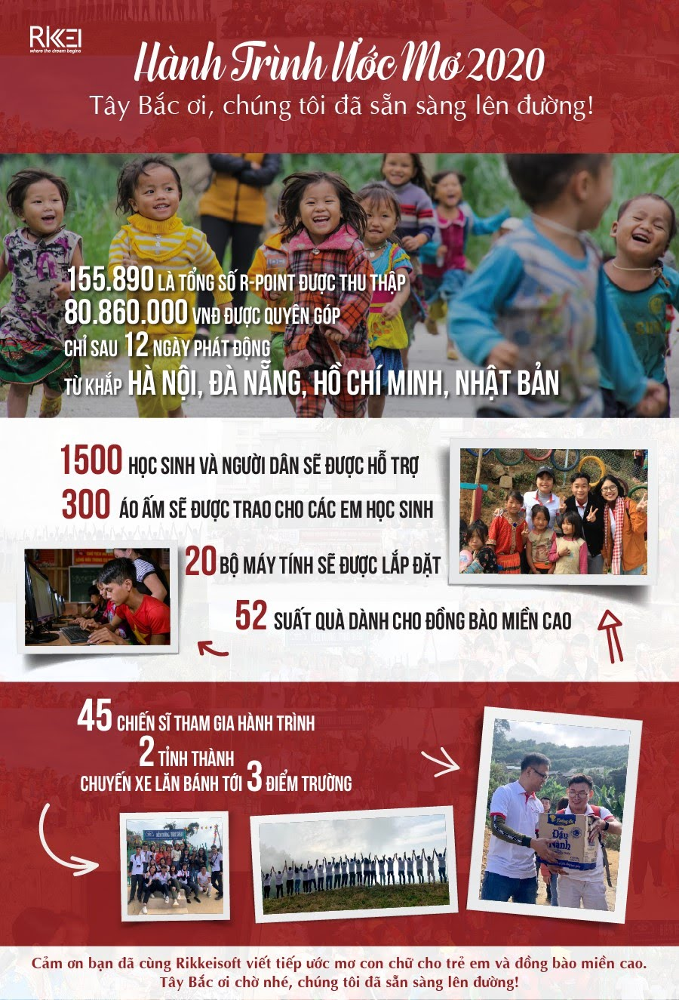 RIKKEI
where the dream begins
Hành Trình Ước Mơ 2020
Tây Bắc ơi, chúng tôi đã sẵn sàng lên đường!
155.890 LÀ TỔNG SỐ R-POINT ĐƯỢC THU THẬP
80.860.000 VNĐ ĐƯỢC QUYÊN GÓP
CHỈ SAU 12 NGÀY PHÁT ĐỘNG
TỪ KHẮP HÀ NỘI, ĐÀ NẴNG, HỒ CHÍ MINH, NHẬT BẢN
1500 HỌC SINH VÀ NGƯỜI DÂN SẼ ĐƯỢC HỖ TRỢ
300 ÁO ẤM SẼ ĐƯỢC TRAO CHO CÁC EM HỌC SINH
20 BỘ MÁY TÍNH SẼ ĐƯỢC LẮP ĐẶT
52 SUẤT QUÀ DÀNH CHO ĐỒNG BÀO MIỀN CAO
45 CHIẾN SĨ THAM GIA HÀNH TRÌNH
2 TỈNH THÀNH
CHUYẾN XE LĂN BÁNH TỚI 3 ĐIỂM TRƯỜNG
Đậu
Nành
Cảm ơn bạn đã cùng Rikkeisoft viết tiếp ước mơ con chữ cho trẻ em và đồng bào miền cao.
Tây Bắc ơi chờ nhé, chúng tôi đã sẵn sàng lên đường!